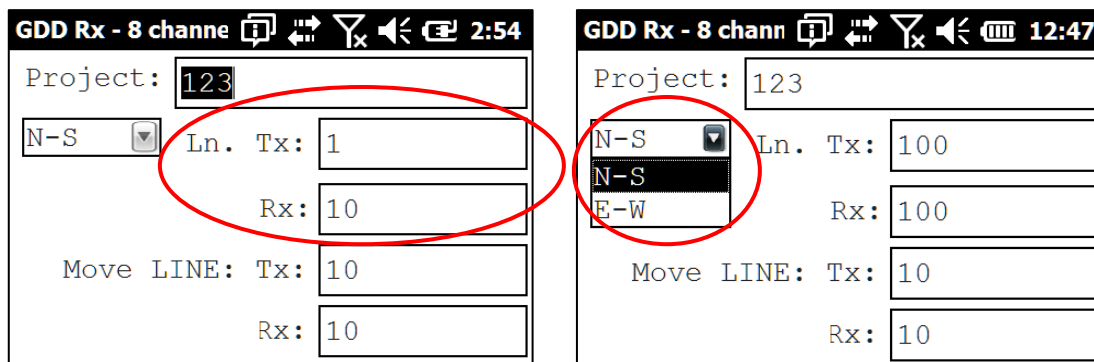 GDD Rx - 8 channe 2:54
Project: 123
N-S Ln. Tx: 1
Rx: 10
Move LINE: Tx: 10
Rx: 10
GDD Rx - 8 chann 12:47
Project: 123
N-S Ln. Tx: 100
N-S
E-W Rx: 100
Move LINE: Tx: 10
Rx: 10